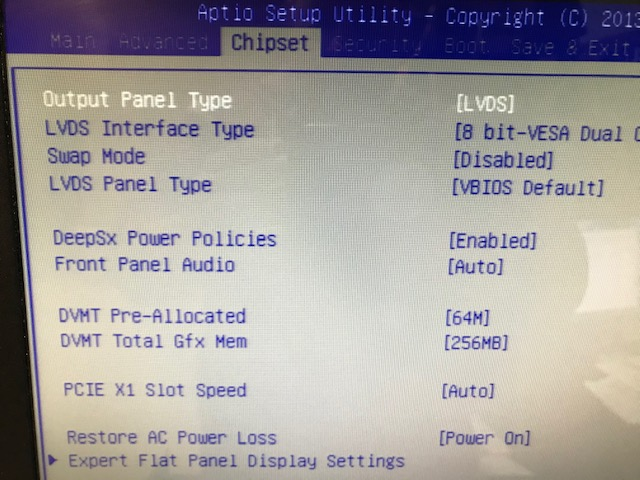 Aptio Setup Utility - Copyright (C) 2013
Main Advanced Chipset Security Boot Save & Exit
Output Panel Type [LVDS]
LVDS Interface Type [8 bit-VESA Dual
Swap Mode [Disabled]
LVDS Panel Type [VBIOS Default]
DeepSx Power Policies [Enabled]
Front Panel Audio [Auto]
DVMT Pre-Allocated [64M]
DVMT Total Gfx Mem [256MB]
PCIE X1 Slot Speed [Auto]
Restore AC Power Loss [Power On]
Expert Flat Panel Display Settings